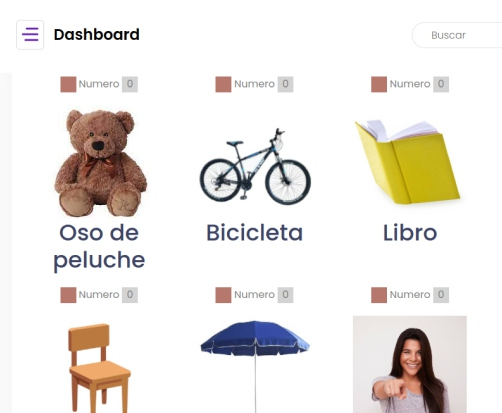 Dashboard
Buscar
Numero 0
Numero 0
Numero 0
Oso de
peluche
Bicicleta
Libro
Numero 0
Numero 0
Numero 0